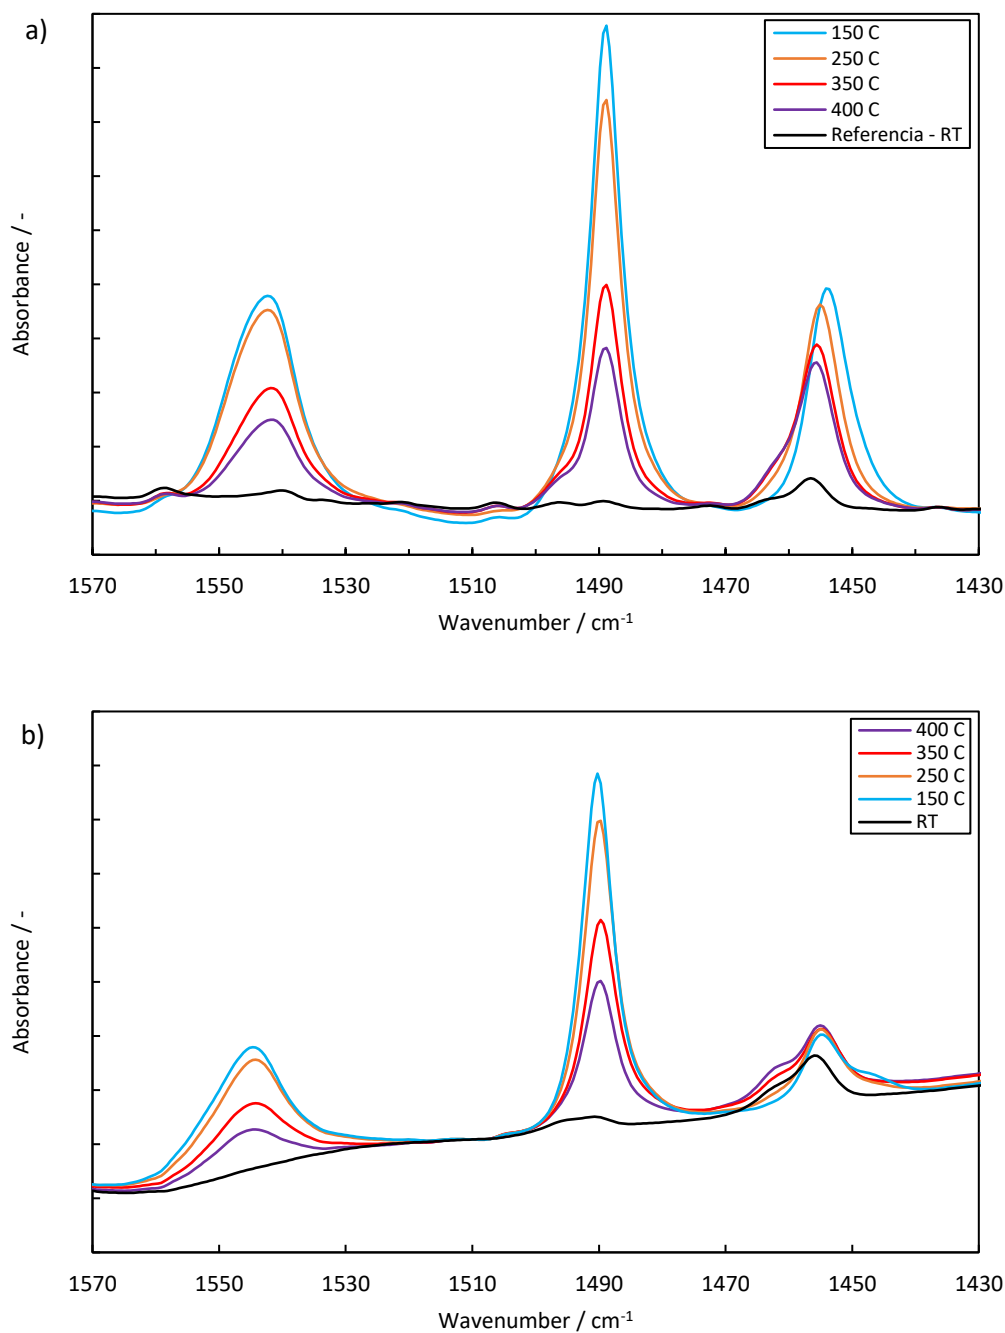 a)
150 C
250 C
350 C
400 C
Referencia - RT
Absorbance / -
1570 1550 1530 1510 1490 1470 1450 1430
Wavenumber / cm⁻¹
b)
400 C
350 C
250 C
150 C
RT
Absorbance / -
1570 1550 1530 1510 1490 1470 1450 1430
Wavenumber / cm⁻¹